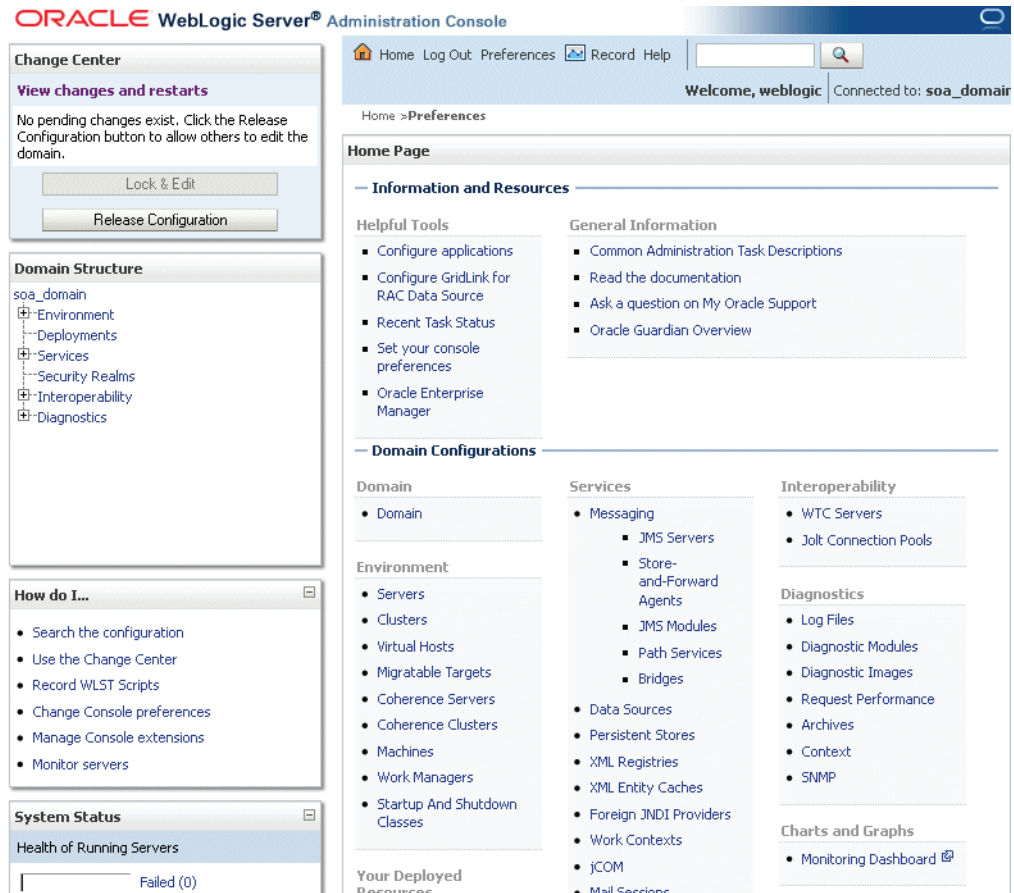 ORACLE WebLogic Server® Administration Console
Change Center
View changes and restarts
No pending changes exist. Click the Release
Configuration button to allow others to edit the
domain.
Lock & Edit
Release Configuration
Domain Structure
soa_domain
Environment
Deployments
Services
Security Realms
Interoperability
Diagnostics
How do I...
Search the configuration
Use the Change Center
Record WLST Scripts
Change Console preferences
Manage Console extensions
Monitor servers
System Status
Health of Running Servers
Failed (0)
Home Log Out Preferences Record Help
Welcome, weblogic Connected to: soa_domain
Home >Preferences
Home Page
Information and Resources
Helpful Tools
Configure applications
Configure GridLink for
RAC Data Source
Recent Task Status
Set your console
preferences
Oracle Enterprise
Manager
General Information
Common Administration Task Descriptions
Read the documentation
Ask a question on My Oracle Support
Oracle Guardian Overview
Domain Configurations
Domain
Domain
Environment
Servers
Clusters
Virtual Hosts
Migratable Targets
Coherence Servers
Coherence Clusters
Machines
Work Managers
Startup And Shutdown
Classes
Your Deployed
Resources
Services
Messaging
JMS Servers
Store-
and-Forward
Agents
JMS Modules
Path Services
Bridges
Data Sources
Persistent Stores
XML Registries
XML Entity Caches
Foreign JNDI Providers
Work Contexts
jCOM
Mail Sessions
Interoperability
WTC Servers
Jolt Connection Pools
Diagnostics
Log Files
Diagnostic Modules
Diagnostic Images
Request Performance
Archives
Context
SNMP
Charts and Graphs
Monitoring Dashboard